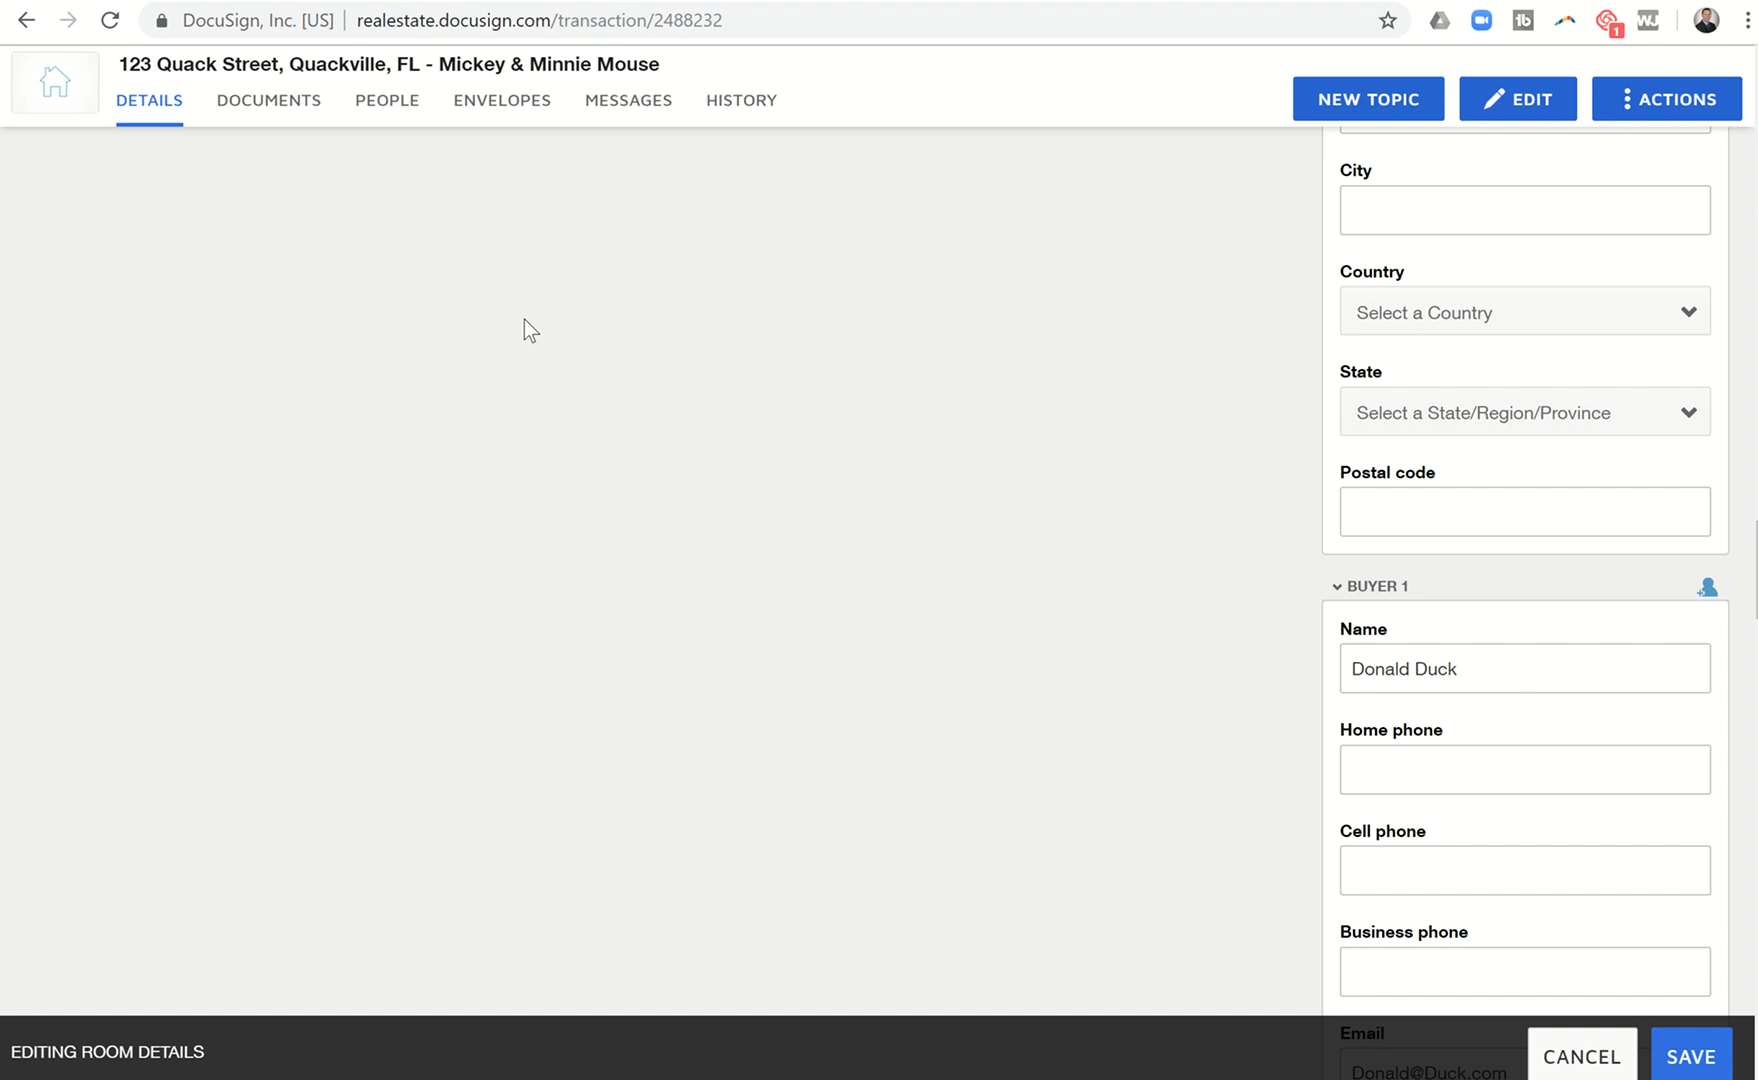 DocuSign, Inc. [US] | realestate.docusign.com/transaction/2488232
1b
1
WJ
123 Quack Street, Quackville, FL - Mickey & Minnie Mouse
DETAILS DOCUMENTS PEOPLE ENVELOPES MESSAGES HISTORY
NEW TOPIC EDIT ACTIONS
City
Country
Select a Country
State
Select a State/Region/Province
Postal code
BUYER 1
Name
Donald Duck
Home phone
Cell phone
Business phone
Email
Donald@Duck.com
EDITING ROOM DETAILS
CANCEL SAVE